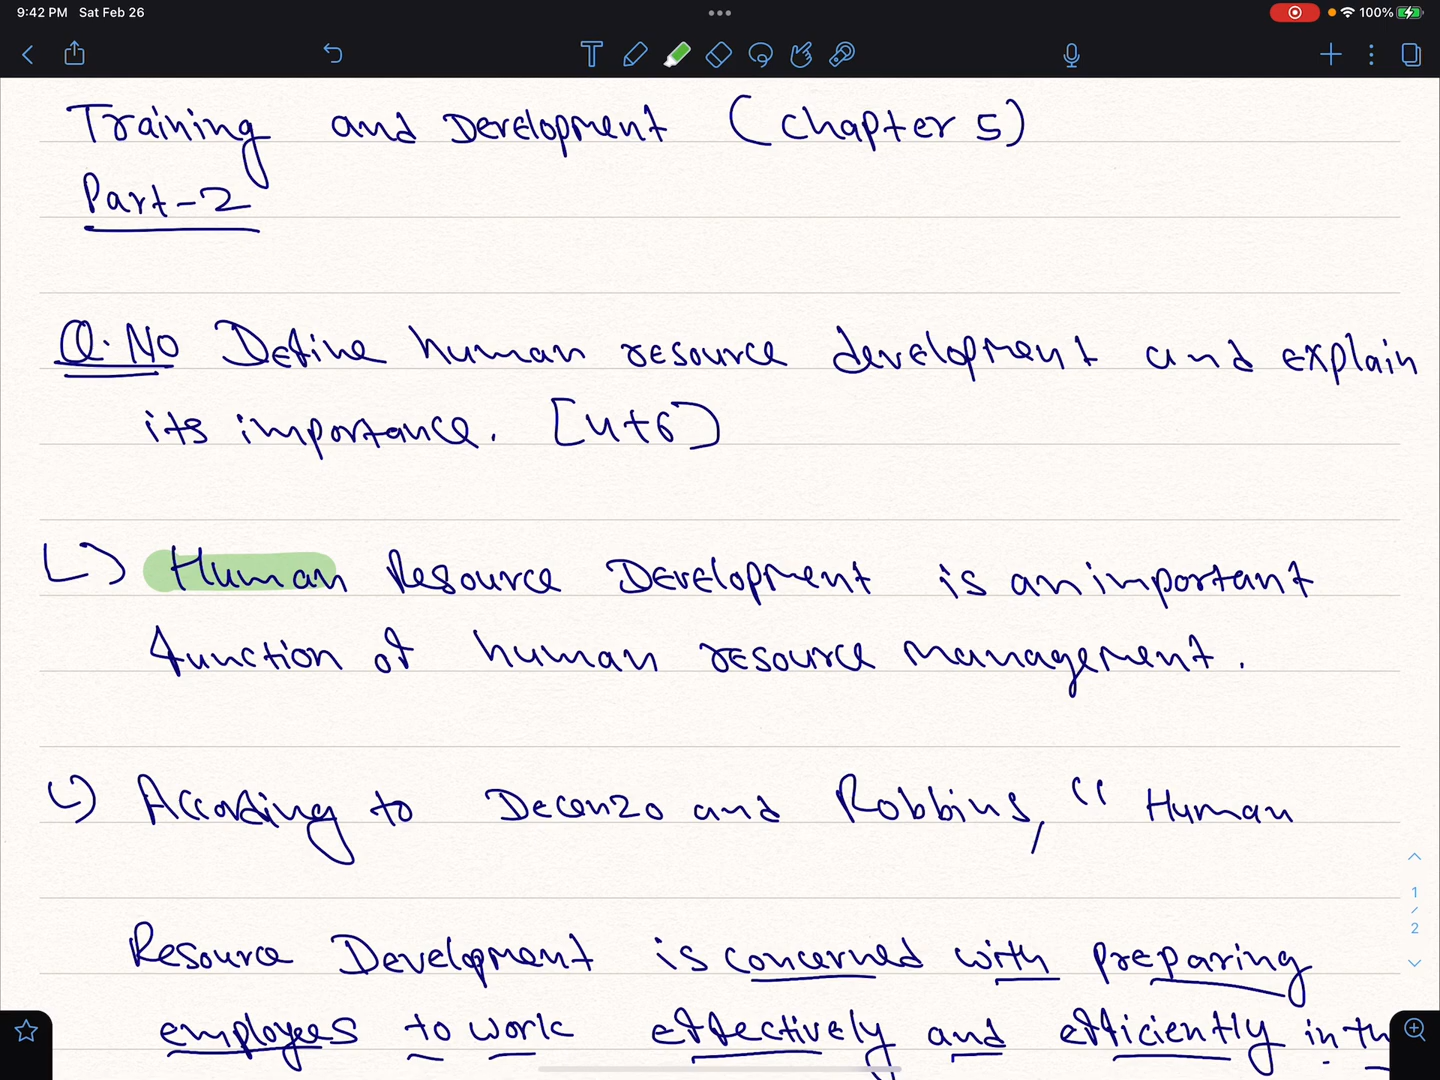 9:42 PM Sat Feb 26
100%
Training and Development (Chapter 5)
Part-2
Q.No Define human resource development and explain
its importance. [4+6]
Human Resource Development is an important
function of human resource management.
According to Decenzo and Robbins, "Human
Resource Development is concerned with preparing
employees to work effectively and efficiently in th
1
/
2